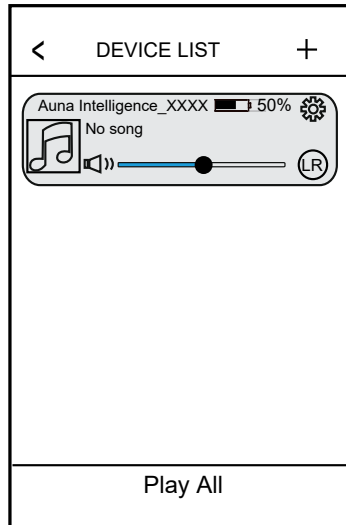 < DEVICE LIST +
Auna Intelligence_XXXX 50%
No song
LR
Play All